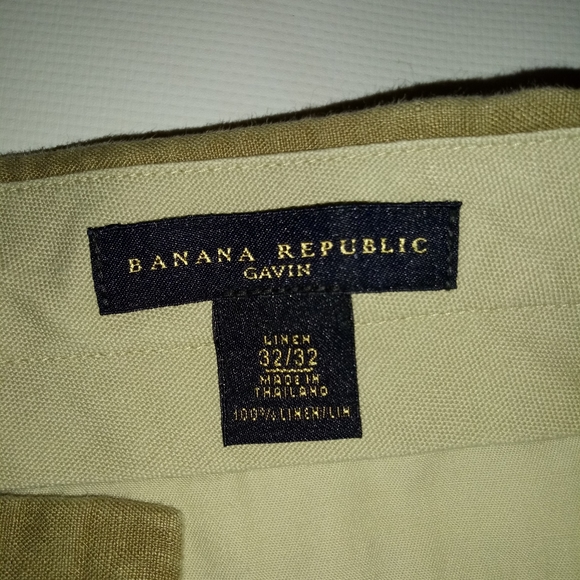 BANANA REPUBLIC
GAVIN
LINEN
32/32
MADE IN
THAILAND
100% LINEN/LIN